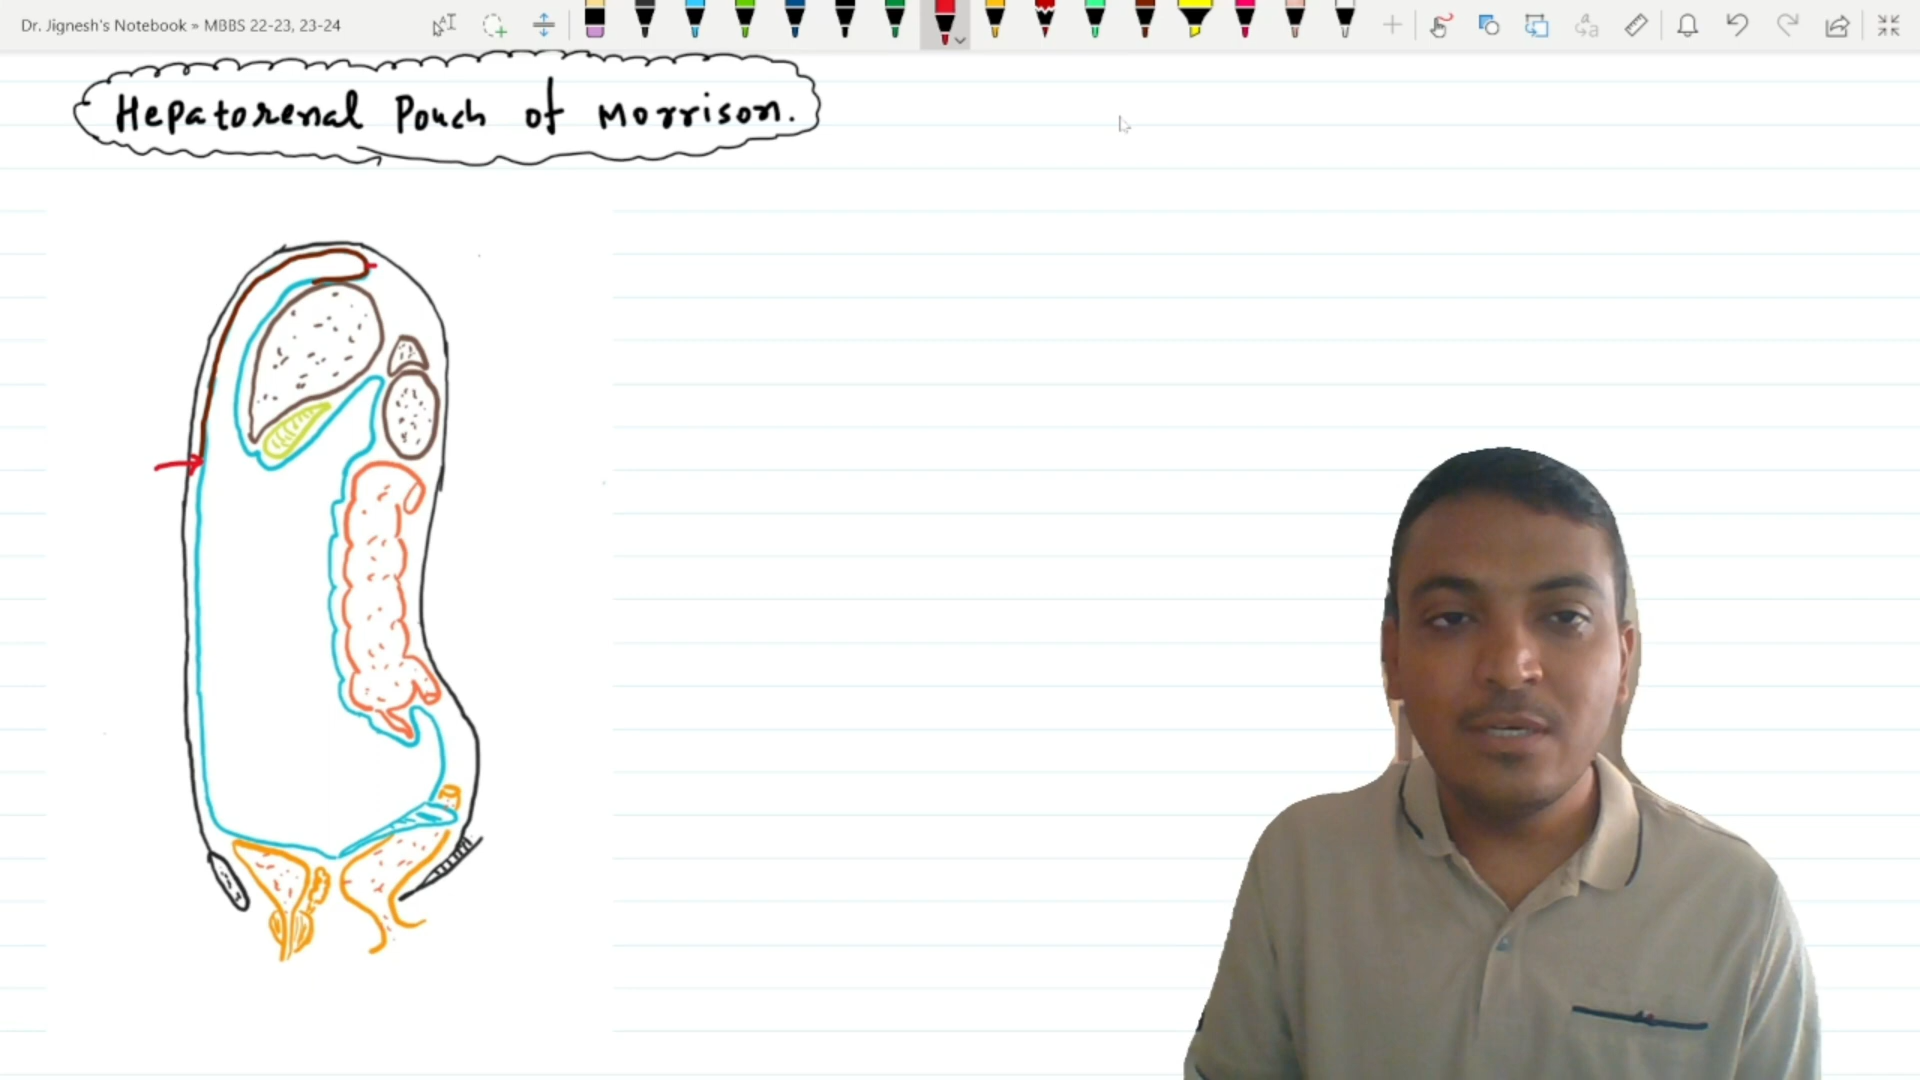 Dr. Jignesh's Notebook » MBBS 22-23, 23-24
Hepatorenal Pouch of Morrison.